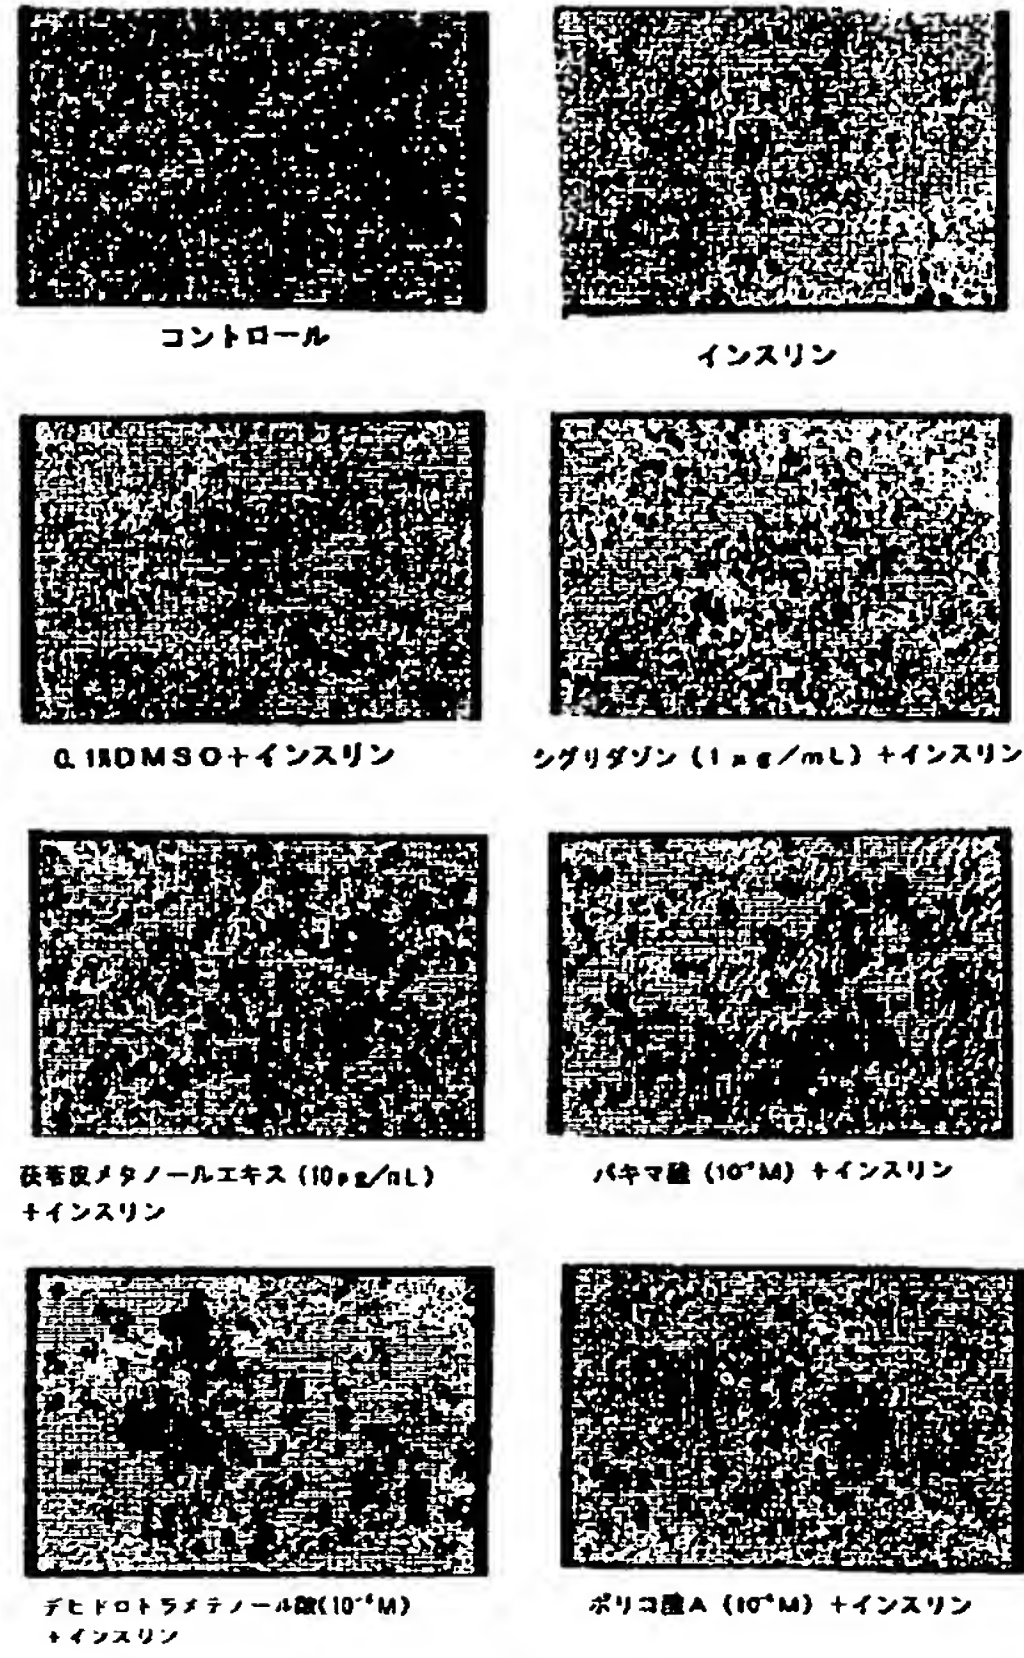 コントロール
インスリン
0.1%DMSO+インスリン
シグリダゾン (1μg/mL) +インスリン
茯苓皮メタノールエキス (10μg/mL)
+インスリン
パキマ酸 (M) +インスリン
デヒドロトラメテノール酸(10⁻⁶M)
+インスリン
ポリコ酸A (10⁻⁶M) +インスリン